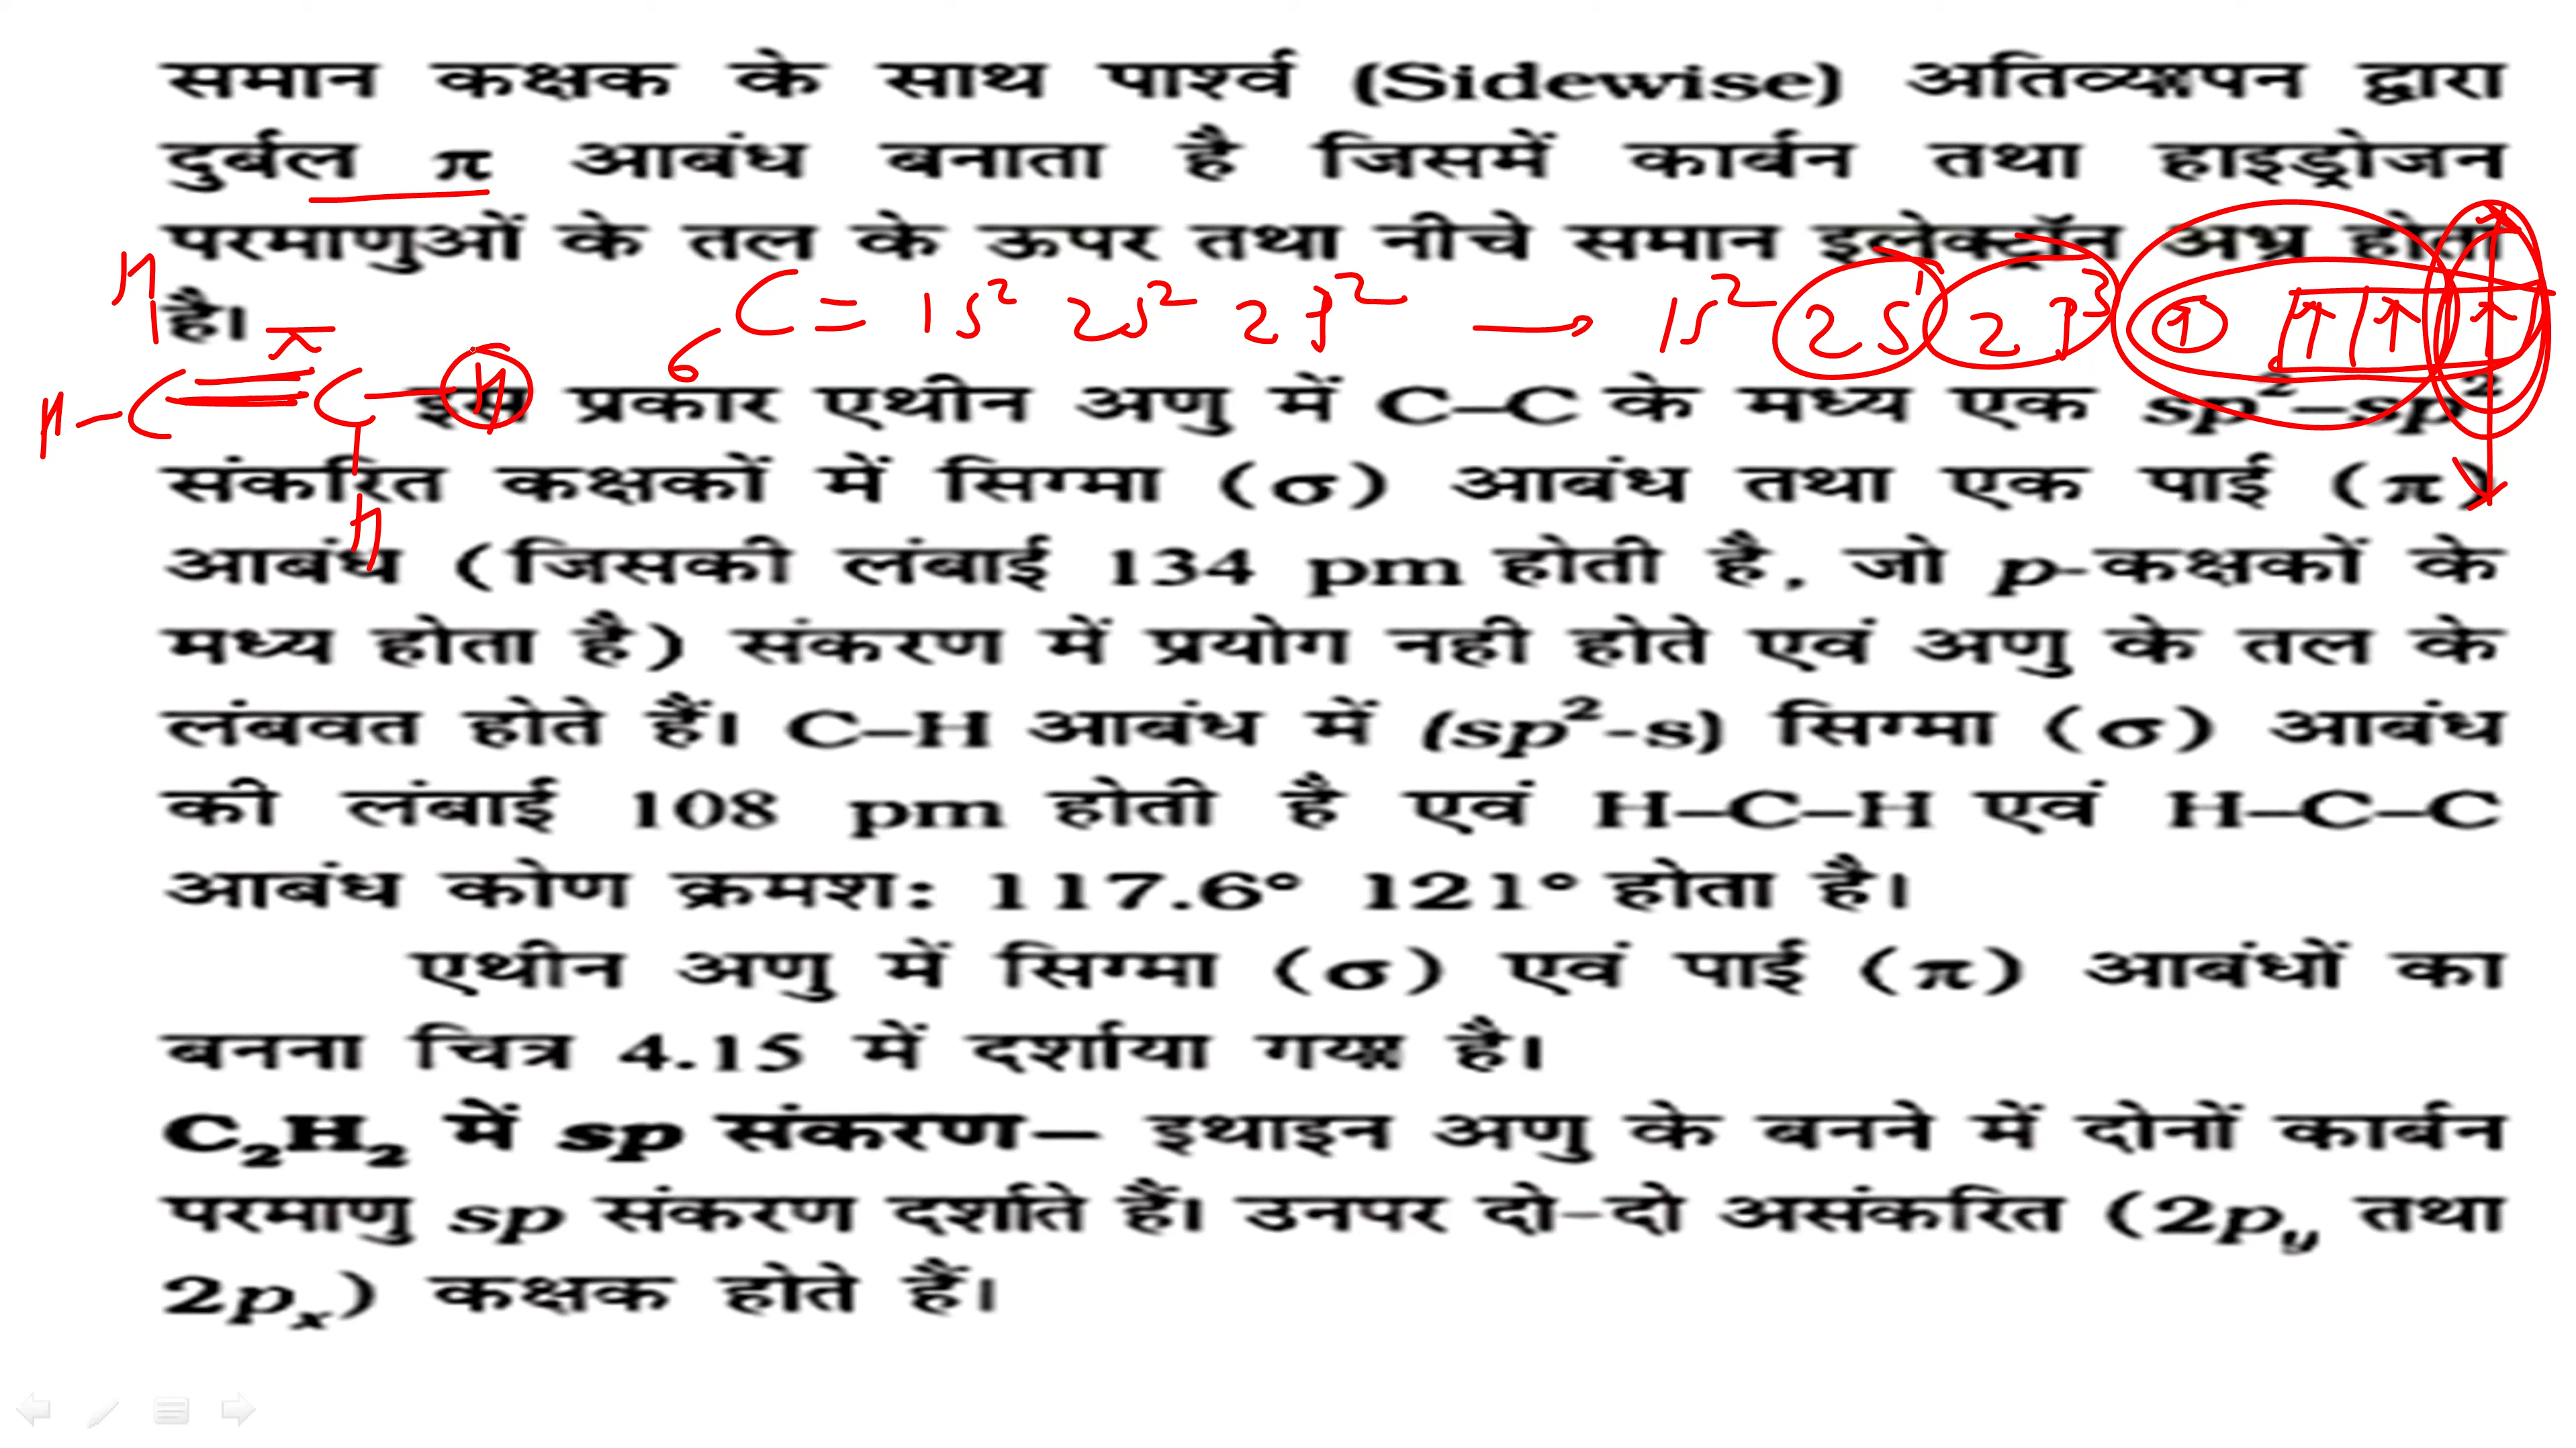 समान कक्षक के साथ पार्श्व (Sidewise) अतिव्यापन द्वारा
दुर्बल π आबंध बनाता है जिसमें कार्बन तथा हाइड्रोजन
परमाणुओं के तल के ऊपर तथा नीचे समान इलेक्ट्रॉन अभ्र होता
है।
H
₆C = 1s² 2s² 2p² → 1s² 2s¹ 2p³ ↑ ↑ ↑ ↑
π
H-C=C-H
H
इस प्रकार एथीन अणु में C–C के मध्य एक sp²–sp²
संकरित कक्षकों में सिग्मा (σ) आबंध तथा एक पाई (π)
आबंध (जिसकी लंबाई 134 pm होती है, जो p-कक्षकों के
मध्य होता है) संकरण में प्रयोग नही होते एवं अणु के तल के
लंबवत होते हैं। C–H आबंध में (sp²-s) सिग्मा (σ) आबंध
की लंबाई 108 pm होती है एवं H–C–H एवं H–C–C
आबंध कोण क्रमश: 117.6° 121° होता है।
एथीन अणु में सिग्मा (σ) एवं पाई (π) आबंधों का
बनना चित्र 4.15 में दर्शाया गया है।
C₂H₂ में sp संकरण– इथाइन अणु के बनने में दोनों कार्बन
परमाणु sp संकरण दर्शाते हैं। उनपर दो-दो असंकरित (2p_y तथा
2pₓ) कक्षक होते हैं।